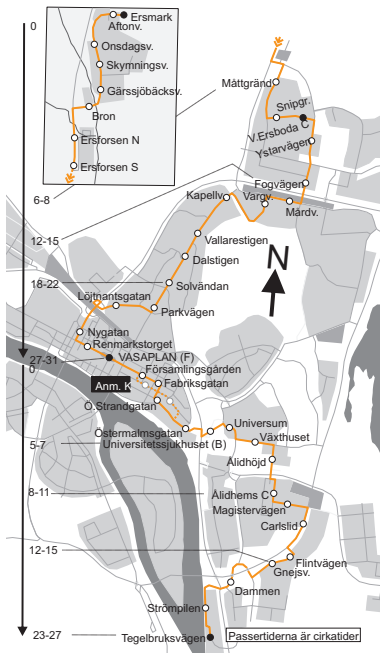 0
Ersmark
Aftonv.
Onsdagsv.
Skymningsv.
Gärssjöbäcksv.
Bron
Ersforsen N
Ersforsen S
Måttgränd
Snipgr.
V.Ersboda C
Ystarvägen
Fogvägen
6-8
Kapellv.
Vargv.
Mårdv.
12-15
Vallarestigen
Dalstigen
N
18-22
Solvändan
Löjtnantsgatan
Parkvägen
Nygatan
Renmarkstorget
27-31
VASAPLAN (F)
0
Församlingsgården
Anm. K
Fabriksgatan
Ö.Strandgatan
Östermalmsgatan
Universum
5-7
Universitetssjukhuset (B)
Växthuset
Ålidhöjd
8-11
Ålidhems C
Magistervägen
Carlslid
12-15
Flintvägen
Gnejsv.
Dammen
Strömpilen
23-27
Tegelbruksvägen
Passertiderna är cirkatider